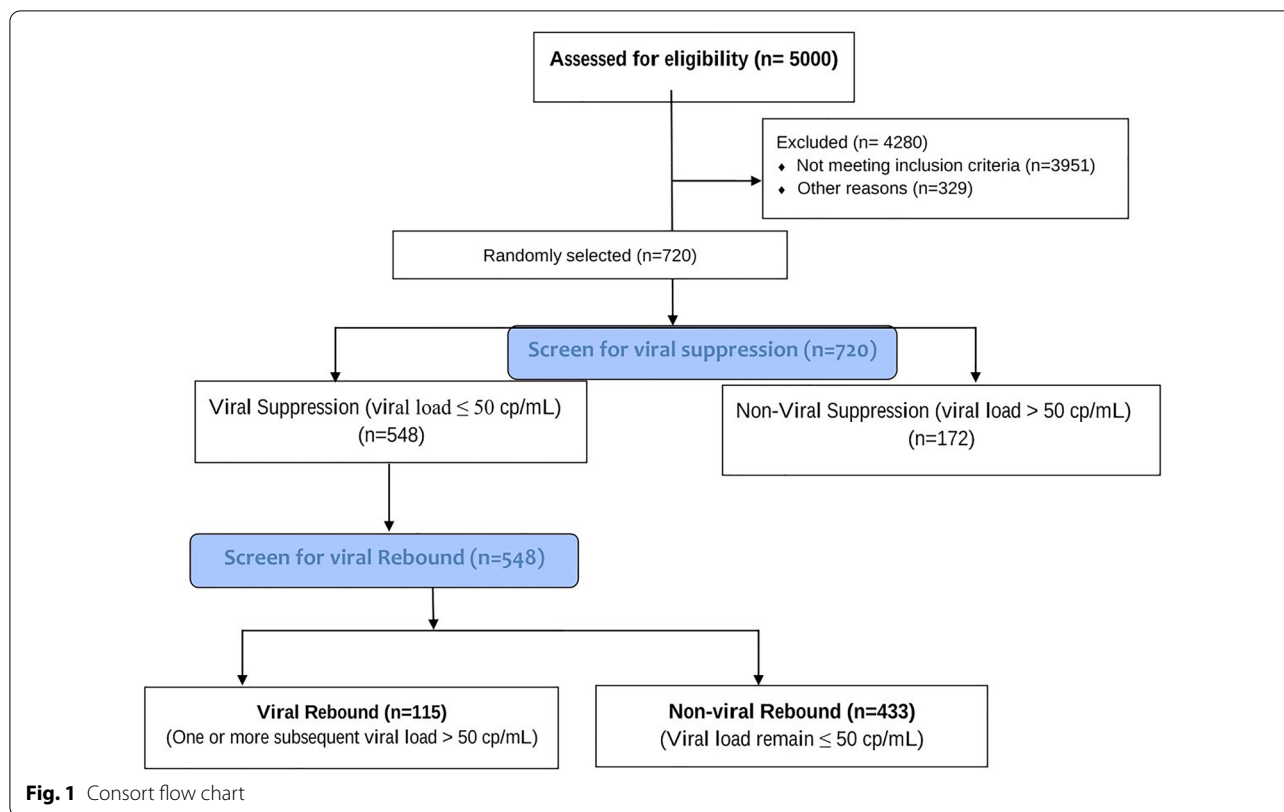 Assessed for eligibility (n= 5000)
Excluded (n= 4280)
♦ Not meeting inclusion criteria (n=3951)
♦ Other reasons (n=329)
Randomly selected (n=720)
Screen for viral suppression (n=720)
Viral Suppression (viral load ≤ 50 cp/mL)
(n=548)
Non-Viral Suppression (viral load > 50 cp/mL)
(n=172)
Screen for viral Rebound (n=548)
Viral Rebound (n=115)
(One or more subsequent viral load > 50 cp/mL)
Non-viral Rebound (n=433)
(Viral load remain ≤ 50 cp/mL)
Fig. 1 Consort flow chart